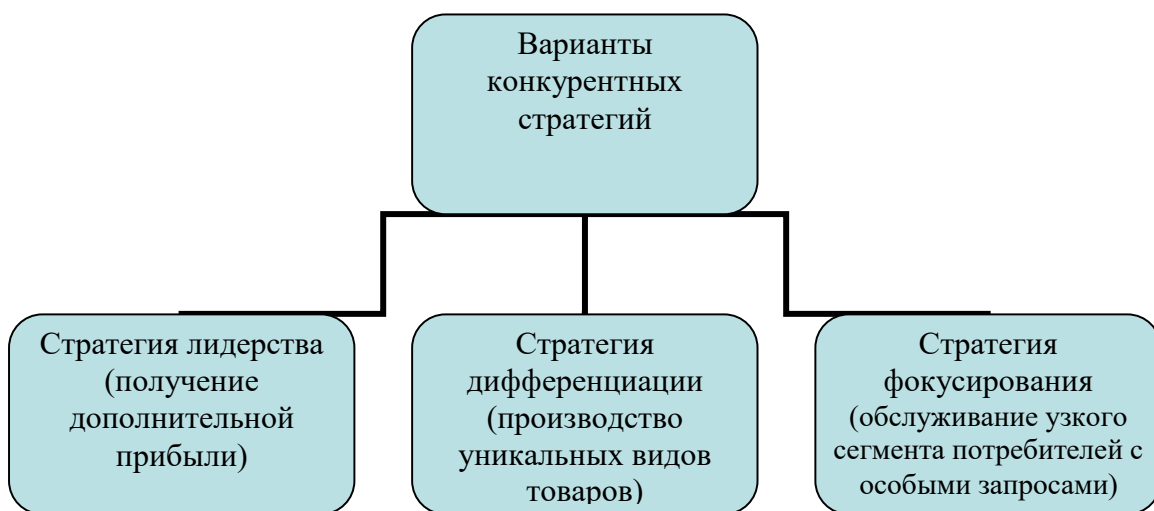 Варианты
конкурентных
стратегий
Стратегия лидерства
(получение
дополнительной
прибыли)
Стратегия
дифференциации
(производство
уникальных видов
товаров)
Стратегия
фокусирования
(обслуживание узкого
сегмента потребителей с
особыми запросами)